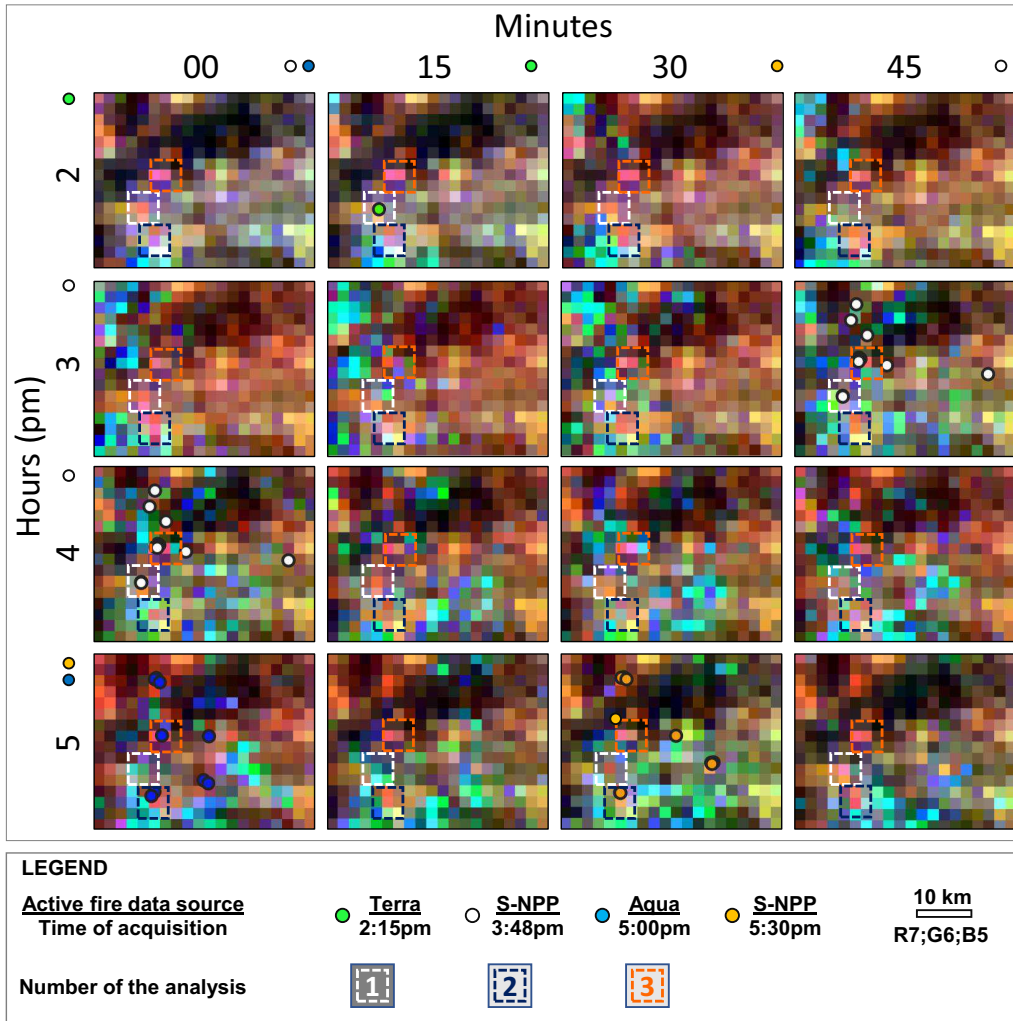 Minutes
00 15 30 45
Hours (pm)
2
3
4
5
LEGEND
Active fire data source
Time of acquisition
Terra
2:15pm
S-NPP
3:48pm
Aqua
5:00pm
S-NPP
5:30pm
10 km
R7;G6;B5
Number of the analysis
1 2 3